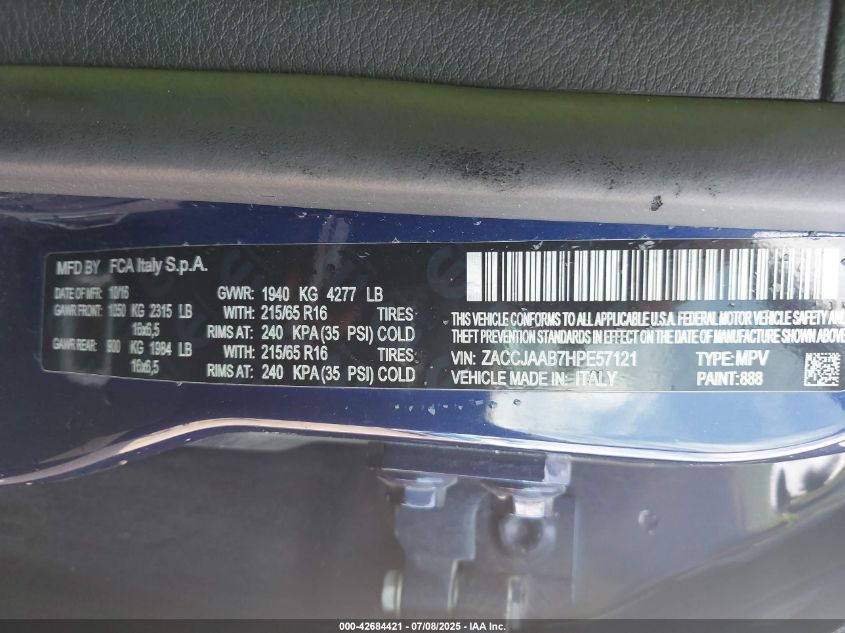 MFD BY FCA Italy S.p.A.
DATE OF MFR: 10/16 GVWR: 1940 KG 4277 LB
GAWR FRONT: 1050 KG 2315 LB WITH: 215/65 R16 TIRES:
16x6,5 RIMS AT: 240 KPA (35 PSI) COLD
GAWR REAR: 900 KG 1984 LB WITH: 215/65 R16 TIRES:
16x6,5 RIMS AT: 240 KPA (35 PSI) COLD
THIS VEHICLE CONFORMS TO ALL APPLICABLE U.S.A. FEDERAL MOTOR VEHICLE SAFETY AN
THEFT PREVENTION STANDARDS IN EFFECT ON THE DATE OF MANUFACTURE SHOWN ABOVE.
VIN: ZACCJAAB7HPE57121 TYPE: MPV
VEHICLE MADE IN: ITALY PAINT: 888
000-42684421 - 07/08/2025 - IAA Inc.